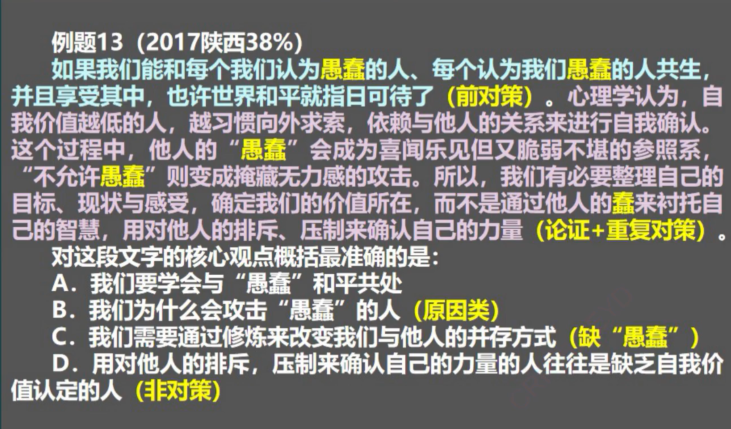 例题13（2017陕西38%）
如果我们能和每个我们认为愚蠢的人、每个认为我们愚蠢的人共生，
并且享受其中，也许世界和平就指日可待了（前对策）。心理学认为，自
我价值越低的人，越习惯向外求索，依赖与他人的关系来进行自我确认。
这个过程中，他人的“愚蠢”会成为喜闻乐见但又脆弱不堪的参照系，
“不允许愚蠢”则变成掩藏无力感的攻击。所以，我们有必要整理自己的
目标、现状与感受，确定我们的价值所在，而不是通过他人的蠢来衬托自
己的智慧，用对他人的排斥、压制来确认自己的力量（论证+重复对策）。
对这段文字的核心观点概括最准确的是：
A．我们要学会与“愚蠢”和平共处
B．我们为什么会攻击“愚蠢”的人（原因类）
C．我们需要通过修炼来改变我们与他人的并存方式（缺“愚蠢”）
D．用对他人的排斥，压制来确认自己的力量的人往往是缺乏自我价
值认定的人（非对策）